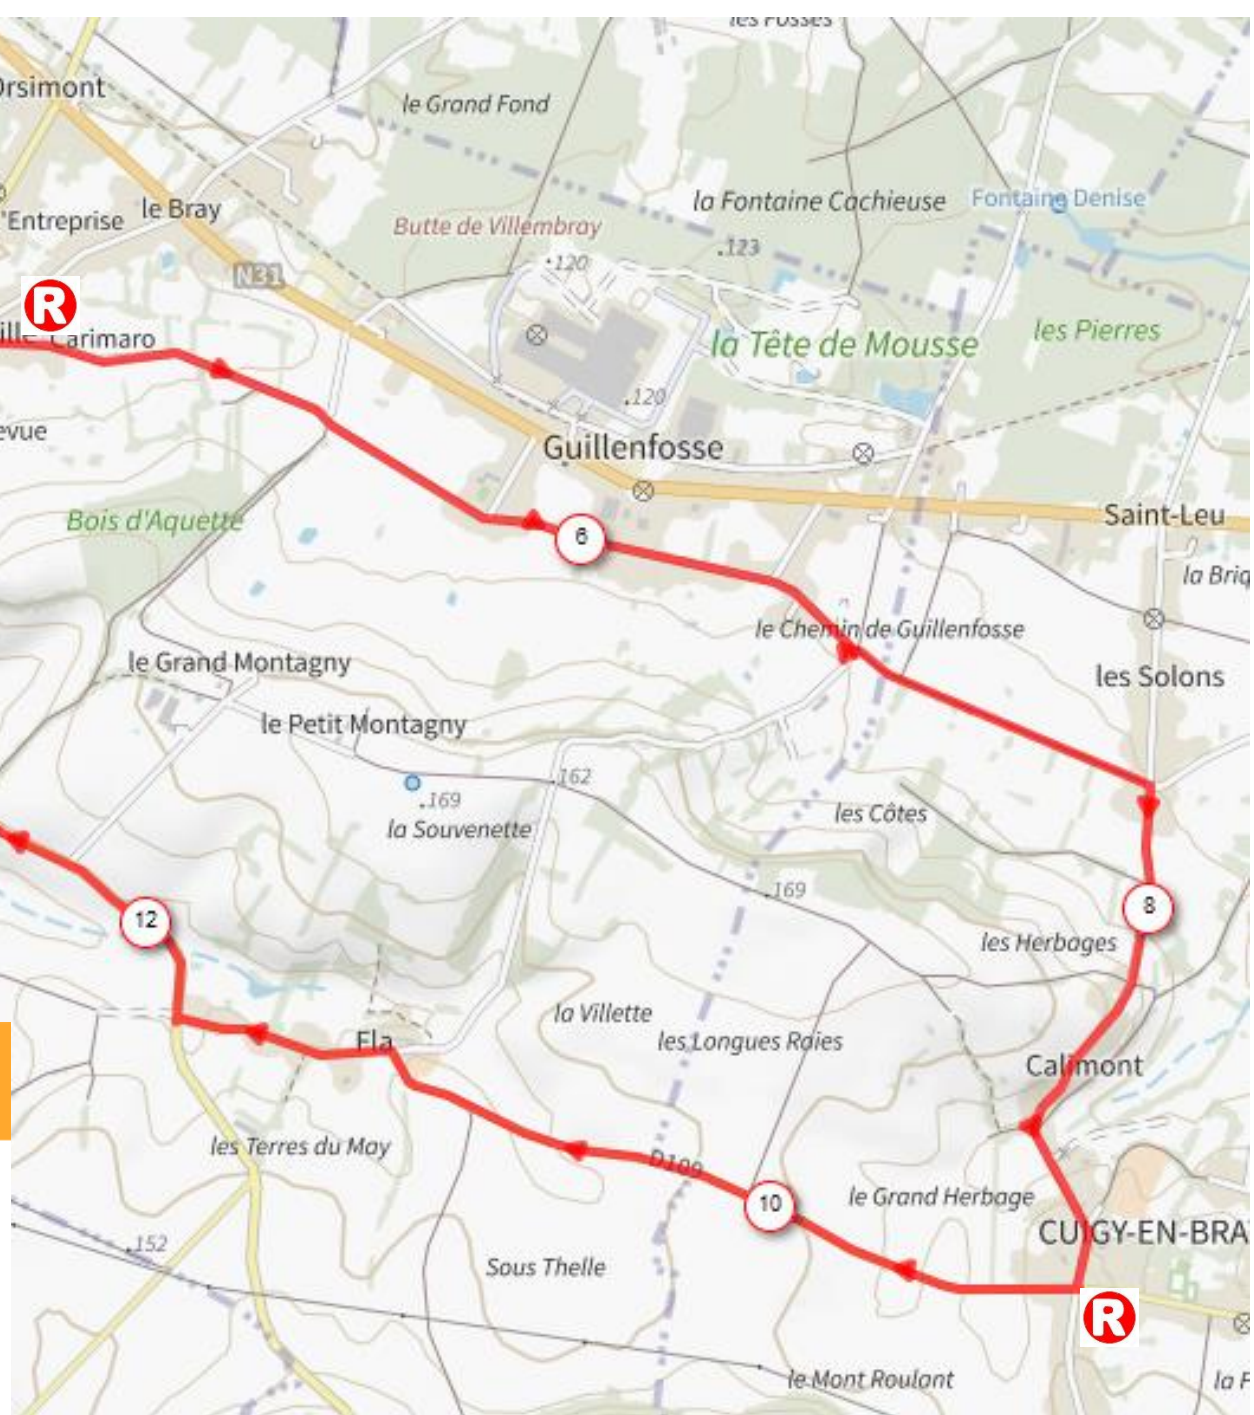 les Fosses
Orsimont
le Grand Fond
la Fontaine Cachieuse
Fontaine Denise
l'Entreprise
le Bray
Butte de Villembray
.123
.120
N31
R
Larimaro
la Tête de Mousse
les Pierres
.120
evue
Guillenfosse
Bois d'Aquette
Saint-Leu
6
la Briq
le Chemin de Guillenfosse
le Grand Montagny
les Solons
le Petit Montagny
.162
.169
la Souvenette
les Côtes
.169
8
12
les Herbages
la Villette
les Longues Raies
Fla
Calimont
les Terres du May
D109
10
le Grand Herbage
CUIGY-EN-BRA
.152
Sous Thelle
R
le Mont Roulant
la F